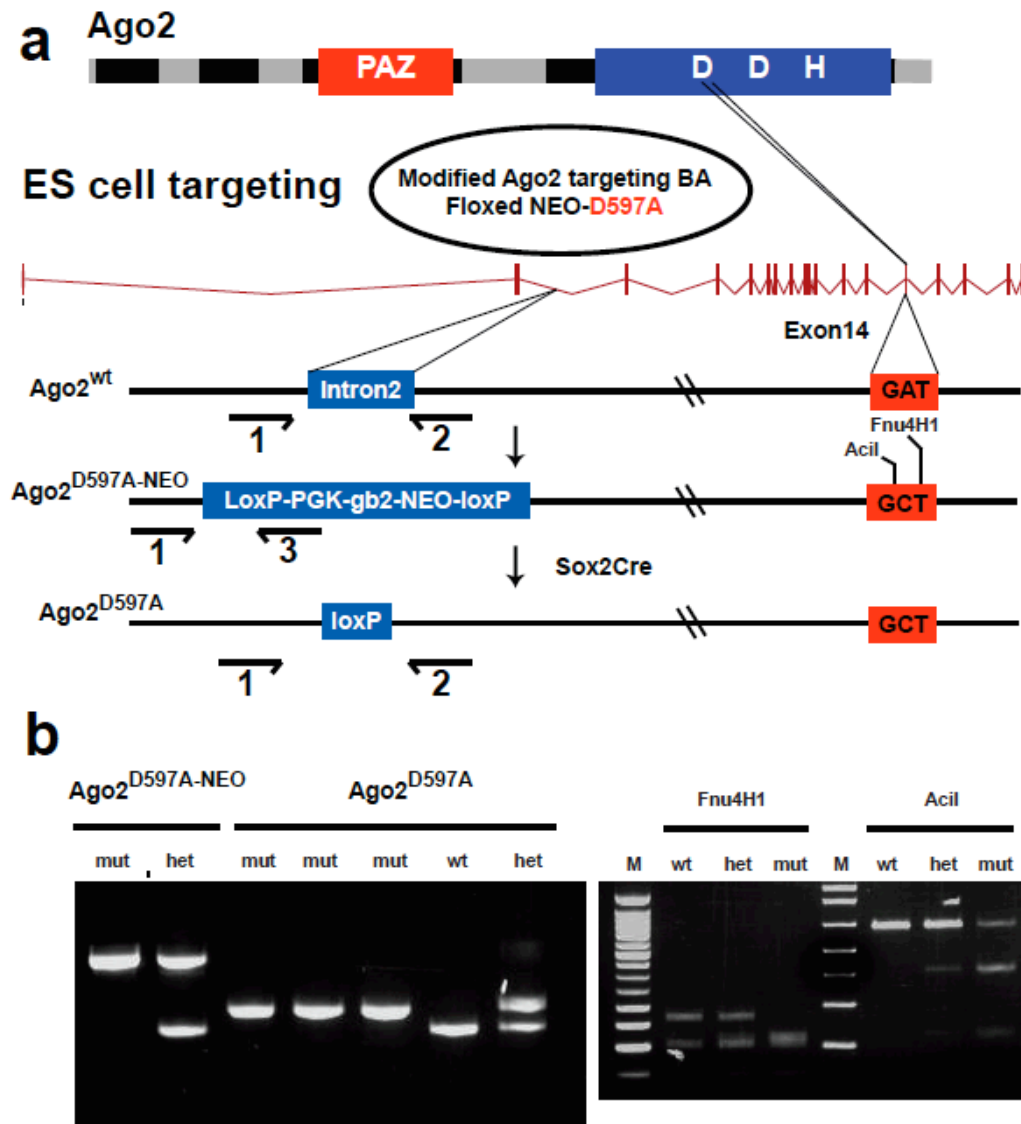 a
Ago2
PAZ
D D H
ES cell targeting
Modified Ago2 targeting BA
Floxed NEO-D597A
Exon14
Ago2wt
Intron2
GAT
1
2
Fnu4H1
AciI
Ago2D597A-NEO
LoxP-PGK-gb2-NEO-loxP
GCT
1
3
Sox2Cre
Ago2D597A
loxP
GCT
1
2
b
Ago2D597A-NEO
Ago2D597A
Fnu4H1
AciI
mut het mut mut mut wt het
M wt het mut M wt het mut